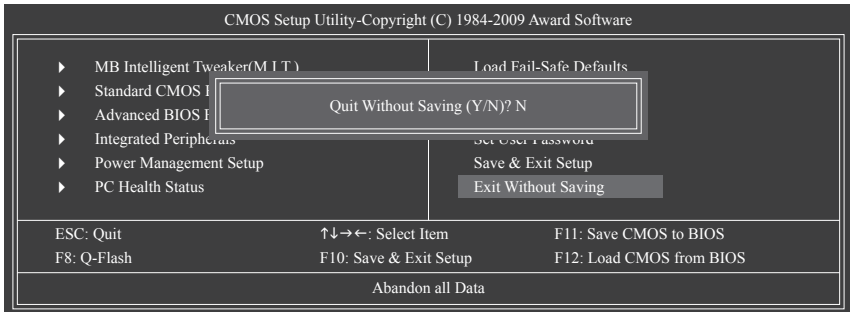 CMOS Setup Utility-Copyright (C) 1984-2009 Award Software
MB Intelligent Tweaker(M.I.T.)
Standard CMOS
Advanced BIOS
Integrated Peripherals
Power Management Setup
PC Health Status
Load Fail-Safe Defaults
Set User Password
Save & Exit Setup
Exit Without Saving
Quit Without Saving (Y/N)? N
ESC: Quit
↑↓→←: Select Item
F11: Save CMOS to BIOS
F8: Q-Flash
F10: Save & Exit Setup
F12: Load CMOS from BIOS
Abandon all Data